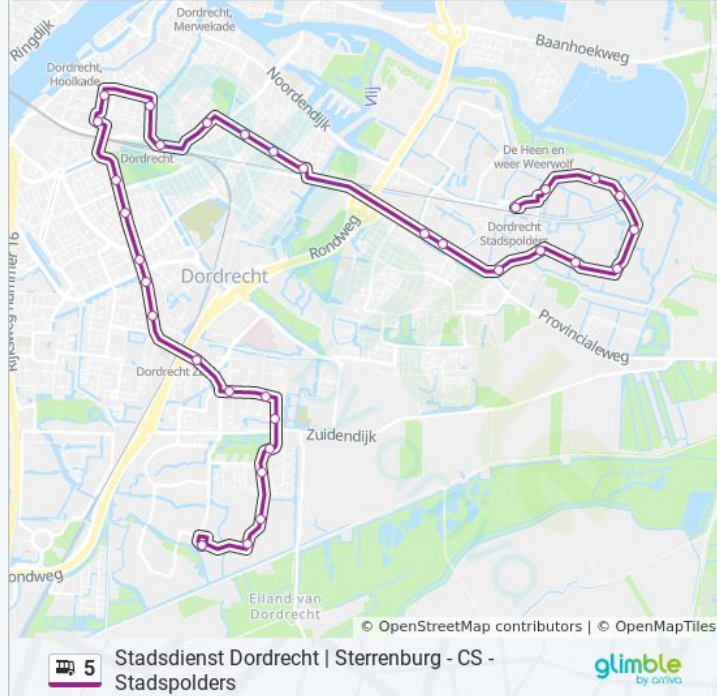 Dordrecht,
Merwekade
Ringdijk
Baanhoekweg
Dordrecht,
Hooikade
Noordendijk
Vlij
De Heen en
weer Weerwolf
Dordrecht
Dordrecht
Stadspolders
Rondweg
Dordrecht
Rijksweg nummer 16
Provincialeweg
Dordrecht Z
Zuidendijk
ondweg
Eiland van
Dordrecht
© OpenStreetMap contributors | © OpenMapTiles
5
Stadsdienst Dordrecht | Sterrenburg - CS -
Stadspolders
glimble
by arriva